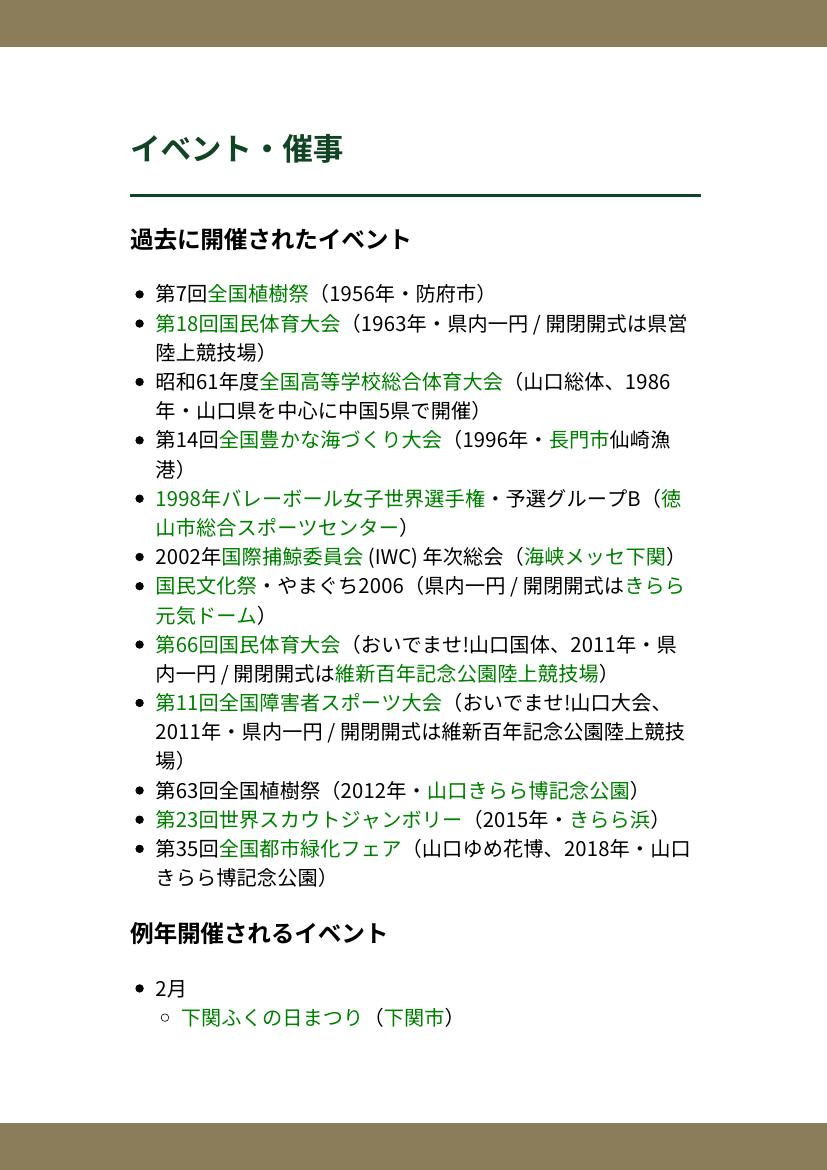 イベント・催事
過去に開催されたイベント
第7回全国植樹祭（1956年・防府市）
第18回国民体育大会（1963年・県内一円 / 開閉開式は県営
陸上競技場）
昭和61年度全国高等学校総合体育大会（山口総体、1986
年・山口県を中心に中国5県で開催）
第14回全国豊かな海づくり大会（1996年・長門市仙崎漁
港）
1998年バレーボール女子世界選手権・予選グループB（徳
山市総合スポーツセンター）
2002年国際捕鯨委員会 (IWC) 年次総会（海峡メッセ下関）
国民文化祭・やまぐち2006（県内一円 / 開閉開式はきらら
元気ドーム）
第66回国民体育大会（おいでませ!山口国体、2011年・県
内一円 / 開閉開式は維新百年記念公園陸上競技場）
第11回全国障害者スポーツ大会（おいでませ!山口大会、
2011年・県内一円 / 開閉開式は維新百年記念公園陸上競技
場）
第63回全国植樹祭（2012年・山口きらら博記念公園）
第23回世界スカウトジャンボリー（2015年・きらら浜）
第35回全国都市緑化フェア（山口ゆめ花博、2018年・山口
きらら博記念公園）
例年開催されるイベント
2月
下関ふくの日まつり（下関市）